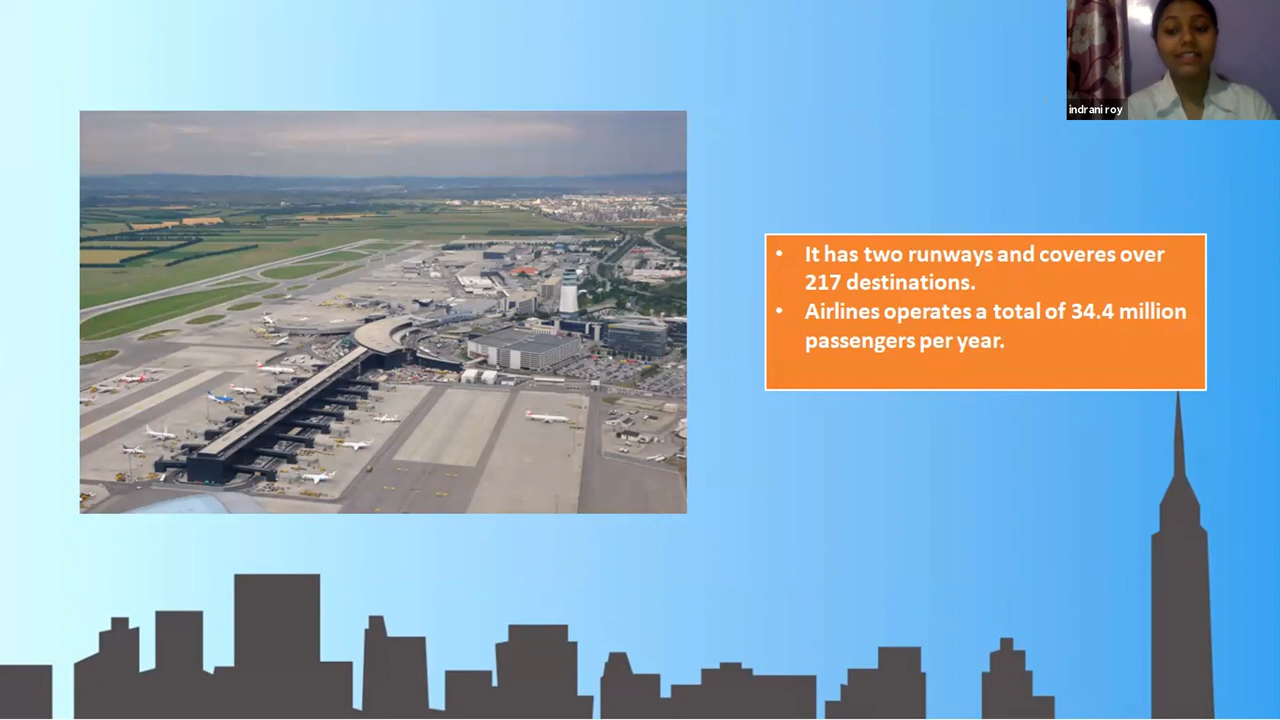 indrani roy
• It has two runways and coveres over
217 destinations.
• Airlines operates a total of 34.4 million
passengers per year.